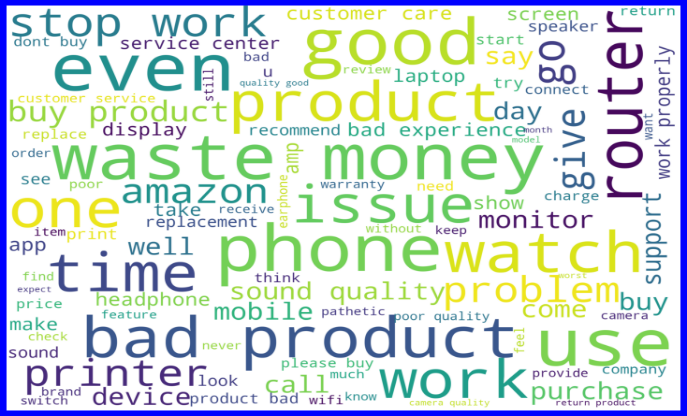 stop work
customer care
screen
return
dont buy
service center
good
speaker
start
go
router
bad
u
even
still
quality good
review
laptop
say
try
connect
work properly
customer service
product
day
buy product
replace
display
recommend
bad experience
month
model
want
order
waste money
give
see
poor
amazon
amp
earphone
warranty
issue
need
show
charge
support
one
take
receive
replacement
without
keep
monitor
item
print
app
well
phone
watch
time
think
worst
find
expect
headphone
sound quality
problem
price
feature
mobile
pathetic
poor quality
come
buy
camera
make
check
sound
never
bad product
feel
use
printer
look
please buy
call
much
work
provide
company
brand
switch
device
product bad
wifi
know
camera quality
purchase
return product